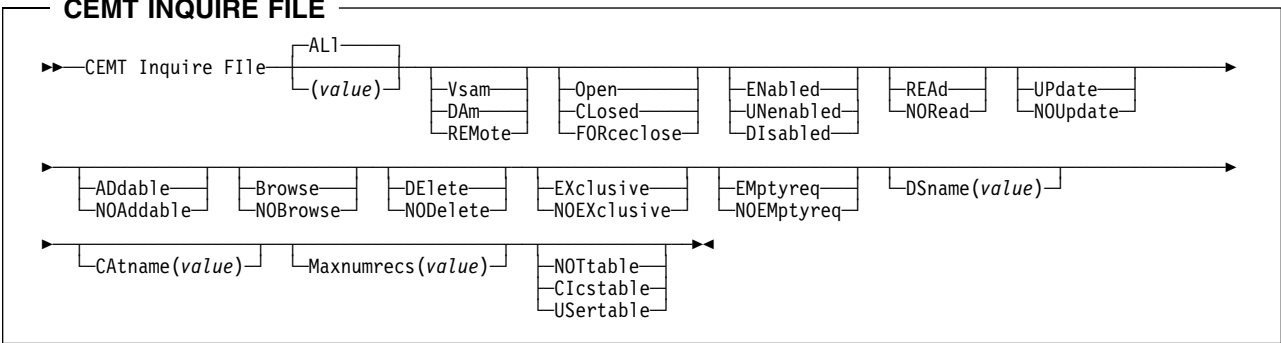 CEMT INQUIRE FILE
ALl
CEMT Inquire FIle
(value) Vsam Open ENabled REAd UPdate
DAm CLosed UNenabled NORead NOUpdate
REMote FORceclose DIsabled
ADdable Browse DElete EXclusive EMptyreq DSname(value)
NOAddable NOBrowse NODelete NOEXclusive NOEMptyreq
CAtname(value) Maxnumrecs(value) NOTtable
CIcstable
USertable